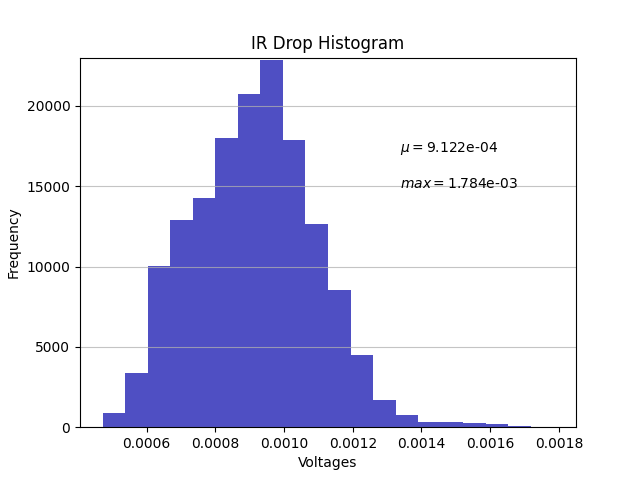 IR Drop Histogram
20000
15000
10000
5000
0
Frequency
μ = 9.122e-04
max = 1.784e-03
0.0006 0.0008 0.0010 0.0012 0.0014 0.0016 0.0018
Voltages